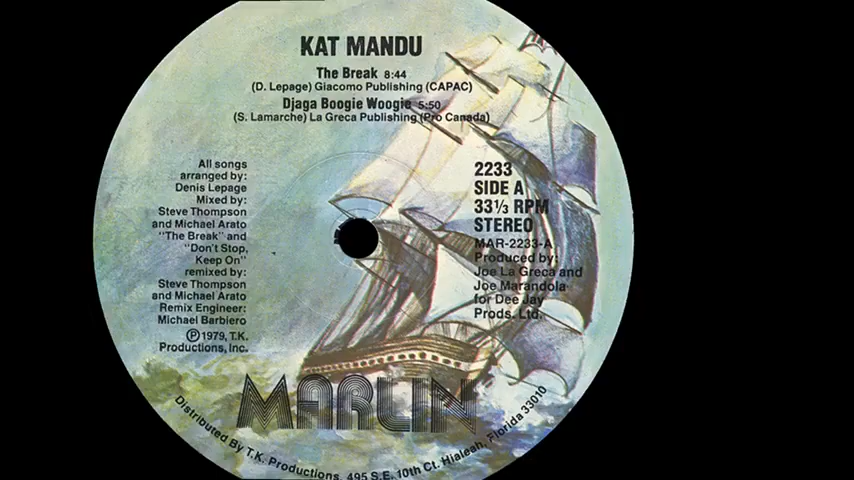 KAT MANDU
The Break 8:44
(D. Lepage) Giacomo Publishing (CAPAC)
Djaga Boogie Woogie 5:50
(S. Lamarche) La Greca Publishing (Pro Canada)
All songs
arranged by:
Denis Lepage
Mixed by:
Steve Thompson
and Michael Arato
"The Break" and
"Don't Stop,
Keep On"
remixed by:
Steve Thompson
and Michael Arato
Remix Engineer:
Michael Barbiero
Ⓟ1979, T.K.
Productions, Inc.
2233
SIDE A
33⅓ RPM
STEREO
MAR-2233-A
Produced by:
Joe La Greca and
Joe Marandola
for Dee Jay
Prods. Ltd.
MARLIN
Distributed By T.K. Productions, 495 S.E. 10th Ct. Hialeah, Florida 33010